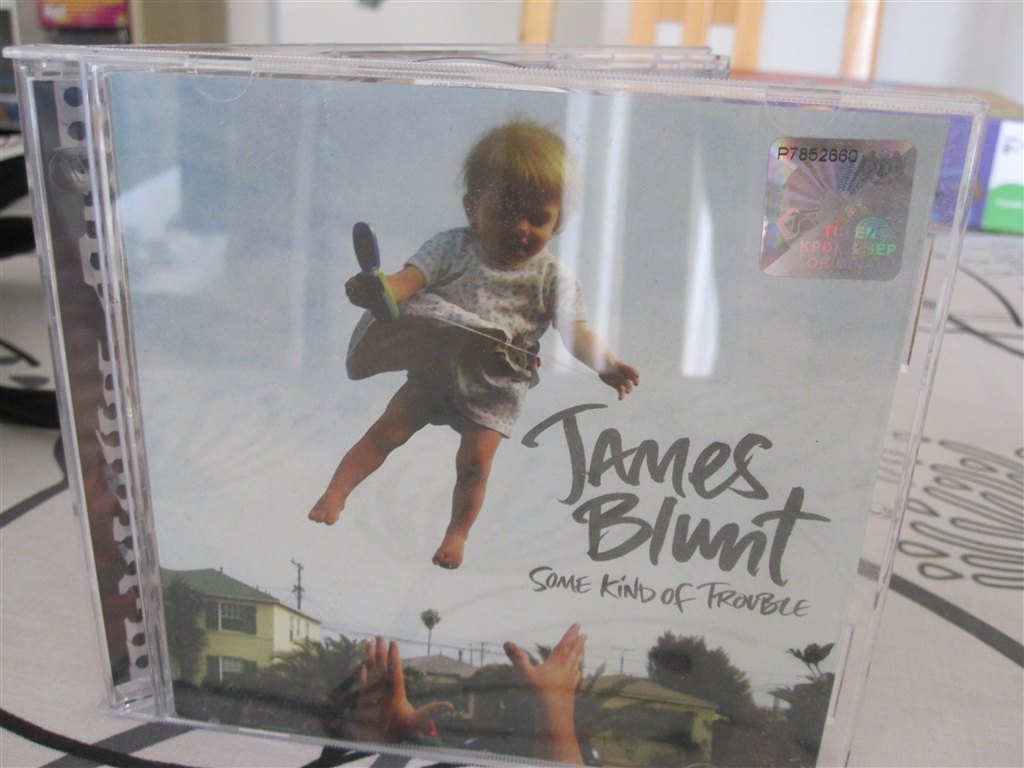 P7852660
JAMES
Blunt
SOME KIND OF TROUBLE